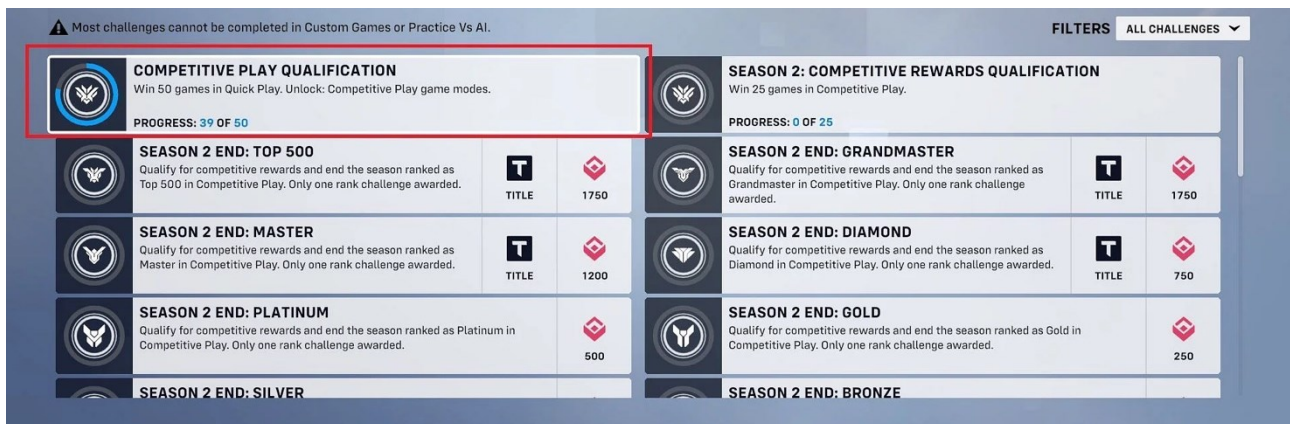 Most challenges cannot be completed in Custom Games or Practice Vs AI.
FILTERS ALL CHALLENGES
COMPETITIVE PLAY QUALIFICATION
Win 50 games in Quick Play. Unlock: Competitive Play game modes.
PROGRESS: 39 OF 50
SEASON 2: COMPETITIVE REWARDS QUALIFICATION
Win 25 games in Competitive Play.
PROGRESS: 0 OF 25
SEASON 2 END: TOP 500
Qualify for competitive rewards and end the season ranked as
Top 500 in Competitive Play. Only one rank challenge awarded.
T
TITLE
1750
SEASON 2 END: GRANDMASTER
Qualify for competitive rewards and end the season ranked as
Grandmaster in Competitive Play. Only one rank challenge
awarded.
T
TITLE
1750
SEASON 2 END: MASTER
Qualify for competitive rewards and end the season ranked as
Master in Competitive Play. Only one rank challenge awarded.
T
TITLE
1200
SEASON 2 END: DIAMOND
Qualify for competitive rewards and end the season ranked as
Diamond in Competitive Play. Only one rank challenge awarded.
T
TITLE
750
SEASON 2 END: PLATINUM
Qualify for competitive rewards and end the season ranked as Platinum in
Competitive Play. Only one rank challenge awarded.
500
SEASON 2 END: GOLD
Qualify for competitive rewards and end the season ranked as Gold in
Competitive Play. Only one rank challenge awarded.
250
SEASON 2 END: SILVER
SEASON 2 END: BRONZE